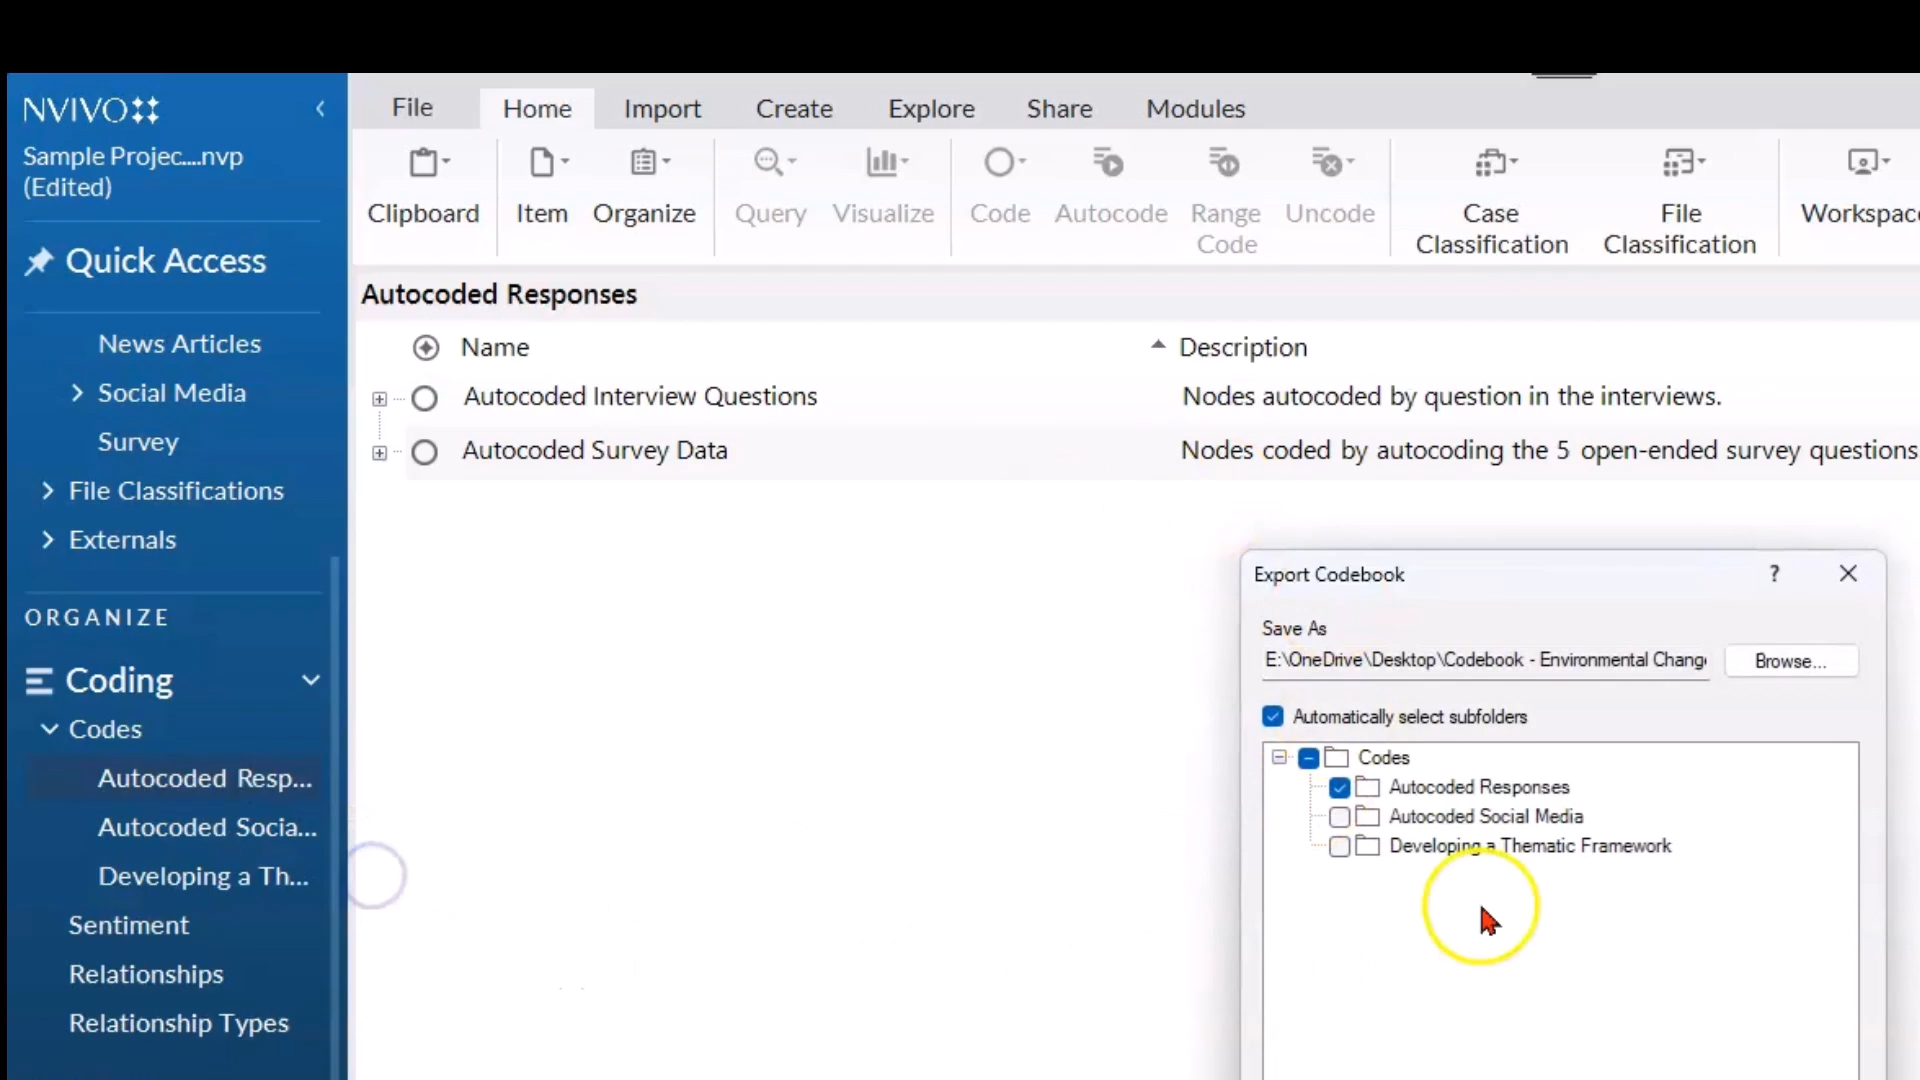 NVIVO
Sample Projec....nvp
(Edited)
Quick Access
News Articles
Social Media
Survey
File Classifications
Externals
ORGANIZE
Coding
Codes
Autocoded Resp...
Autocoded Socia...
Developing a Th...
Sentiment
Relationships
Relationship Types
File Home Import Create Explore Share Modules
Clipboard Item Organize Query Visualize Code Autocode Range Code Uncode Case Classification File Classification
Autocoded Responses
Name Description
Autocoded Interview Questions Nodes autocoded by question in the interviews.
Autocoded Survey Data Nodes coded by autocoding the 5 open-ended survey questions
Export Codebook ?
Save As
E:\OneDrive\Desktop\Codebook - Environmental Chang Browse...
Automatically select subfolders
Codes
Autocoded Responses
Autocoded Social Media
Developing a Thematic Framework